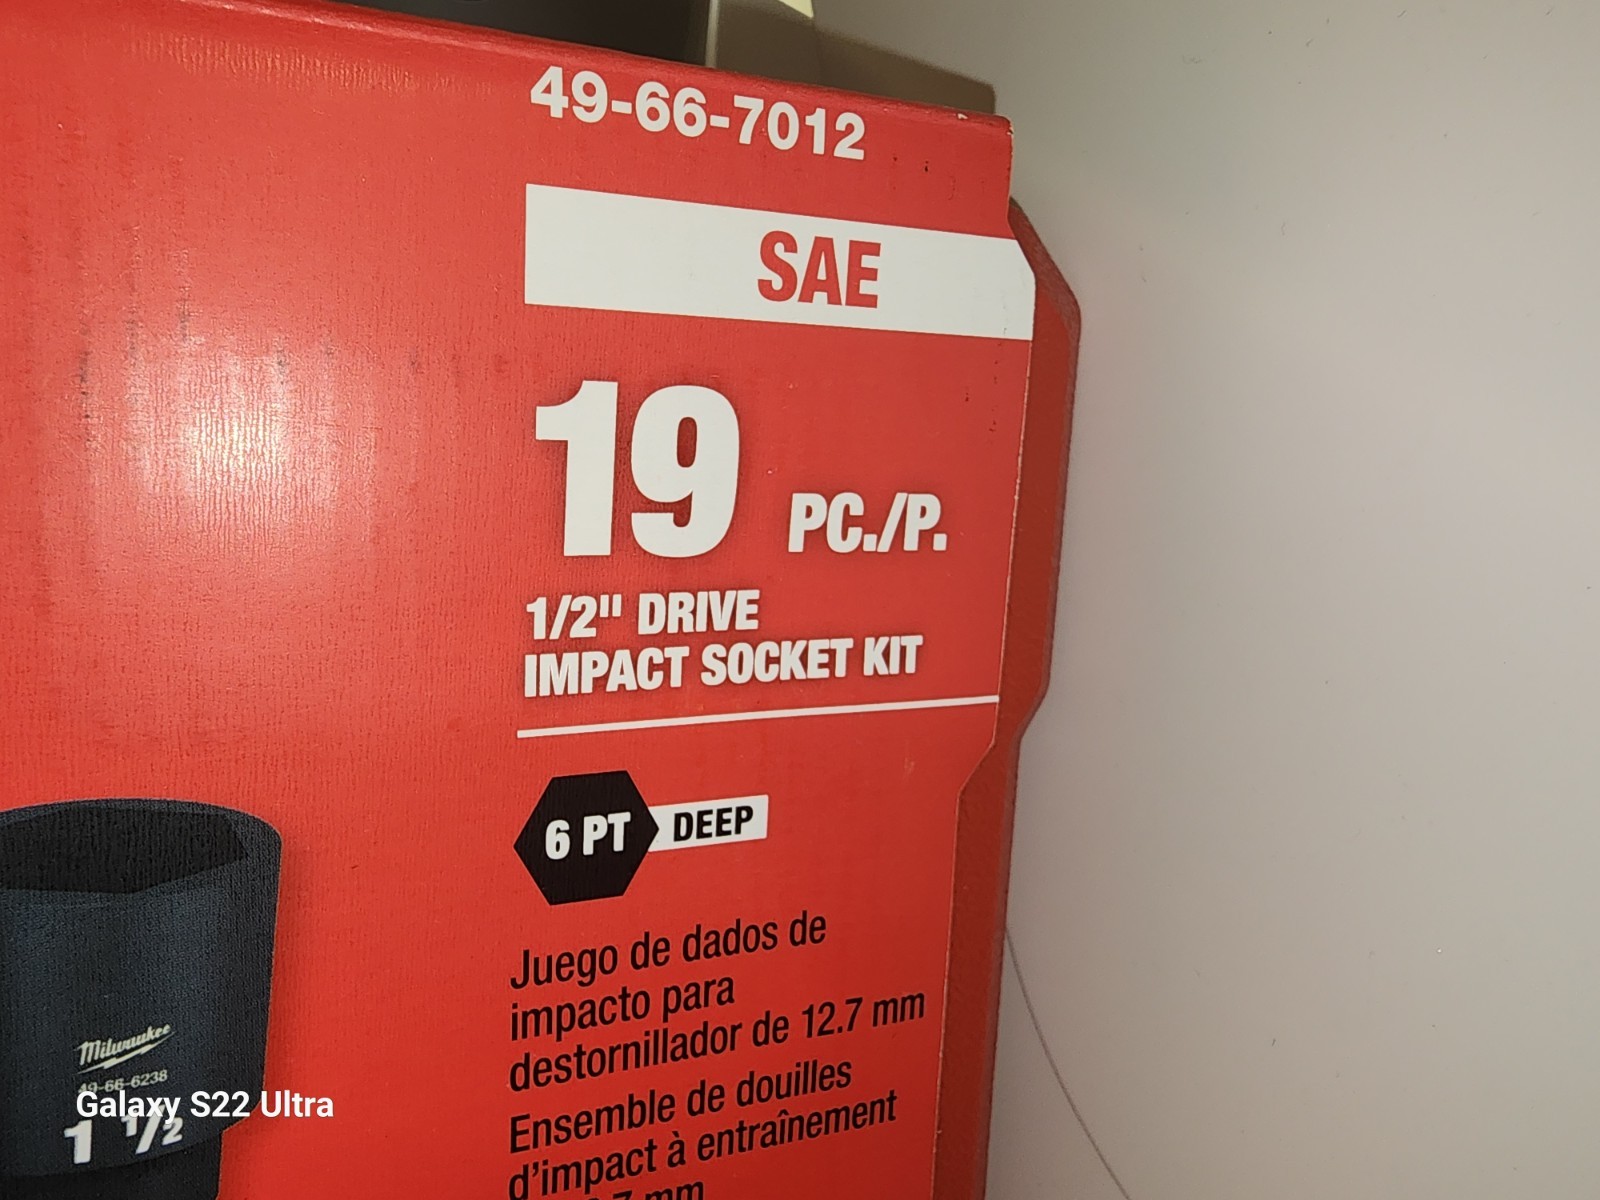 49-66-7012
SAE
19 PC./P.
1/2" DRIVE
IMPACT SOCKET KIT
6 PT DEEP
Juego de dados de
impacto para
destornillador de 12.7 mm
Ensemble de douilles
d'impact à entraînement
mm
Milwaukee
49-66-6238
Galaxy S22 Ultra
1 1/2